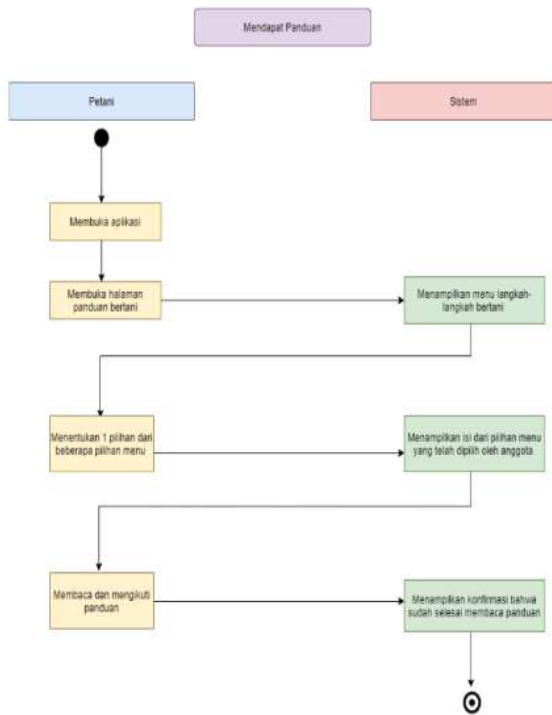 Mendapat Panduan
Petani
Sistem
Membuka aplikasi
Membuka halaman
panduan bertani
Menampilkan menu langkah-
langkah bertani
Menentukan 1 pilihan dari
beberapa pilihan menu
Menampilkan isi dari pilihan menu
yang telah dipilih oleh anggota
Membaca dan mengikuti
panduan
Menampilkan konfirmasi bahwa
sudah selesai membaca panduan